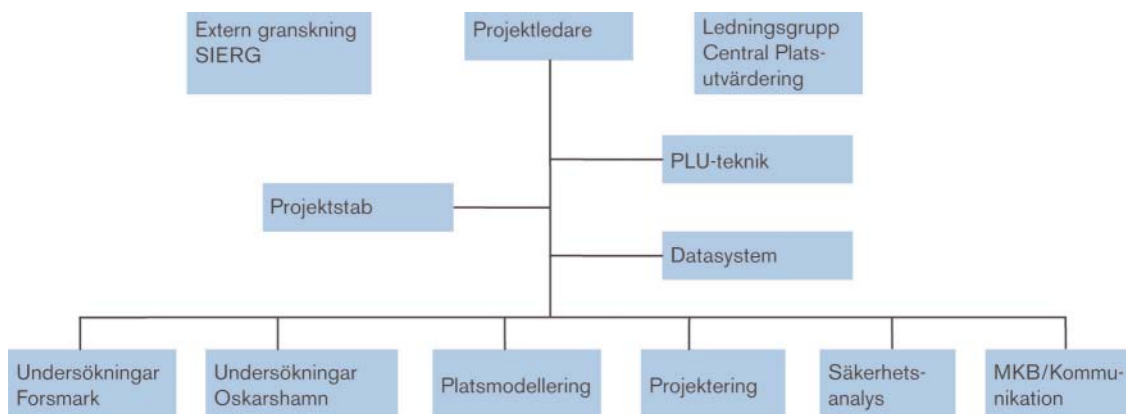 Extern granskning
SIERG
Projektledare
Ledningsgrupp
Central Plats-
utvärdering
PLU-teknik
Projektstab
Datasystem
Undersökningar
Forsmark
Undersökningar
Oskarshamn
Platsmodellering
Projektering
Säkerhets-
analys
MKB/Kommu-
nikation